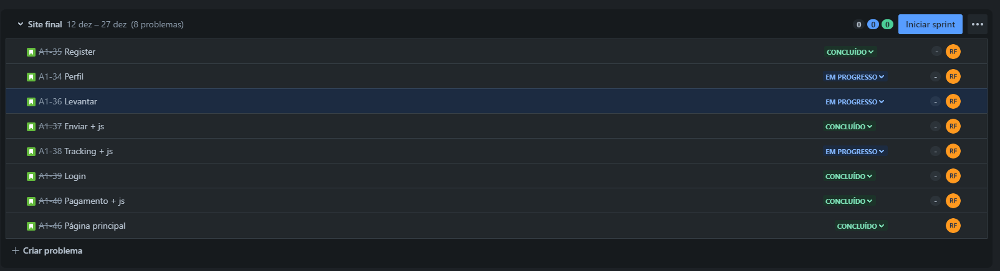 Site final 12 dez – 27 dez (8 problemas) 0 0 0 Iniciar sprint
A1-35 Register CONCLUÍDO - RF
A1-34 Perfil EM PROGRESSO - RF
A1-36 Levantar EM PROGRESSO - RF
A1-37 Enviar + js CONCLUÍDO - RF
A1-38 Tracking + js EM PROGRESSO - RF
A1-39 Login CONCLUÍDO - RF
A1-40 Pagamento + js CONCLUÍDO - RF
A1-46 Página principal CONCLUÍDO RF
+ Criar problema